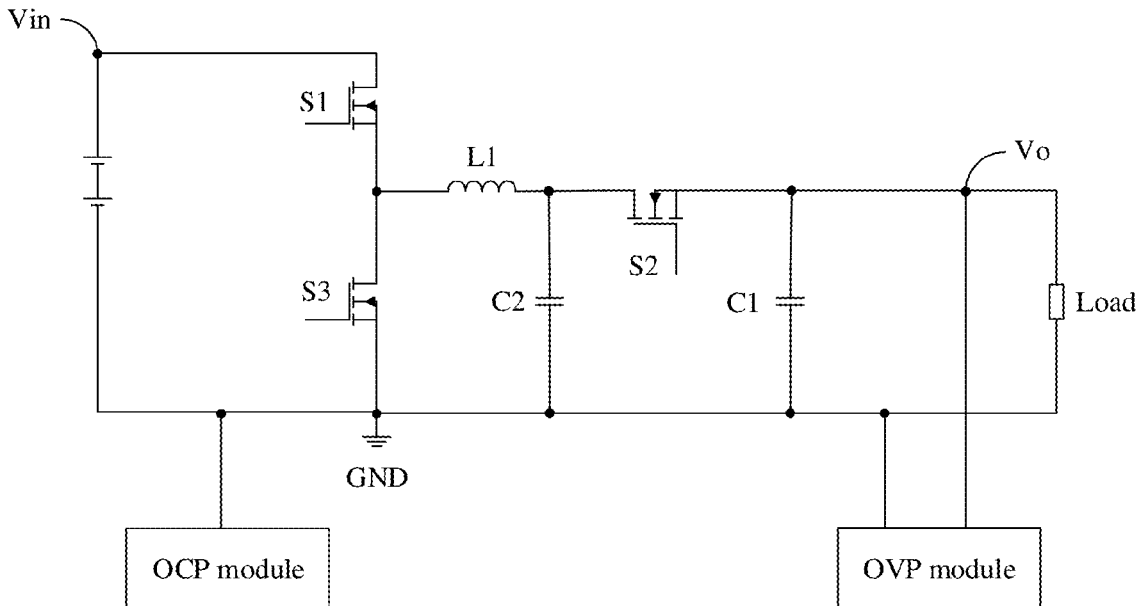 Vin
S1
L1
Vo
S2
S3
C2
C1
Load
GND
OCP module
OVP module